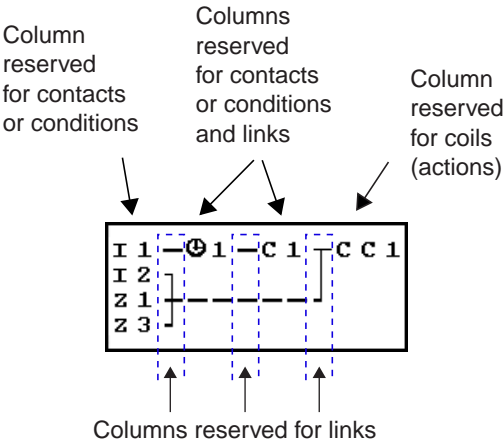 Column
reserved
for contacts
or conditions
Columns
reserved
for contacts
or conditions
and links
Column
reserved
for coils
(actions)
I 1 –🕒1 –C 1 –C C 1
I 2
Z 1 – – – – – – –
Z 3
Columns reserved for links